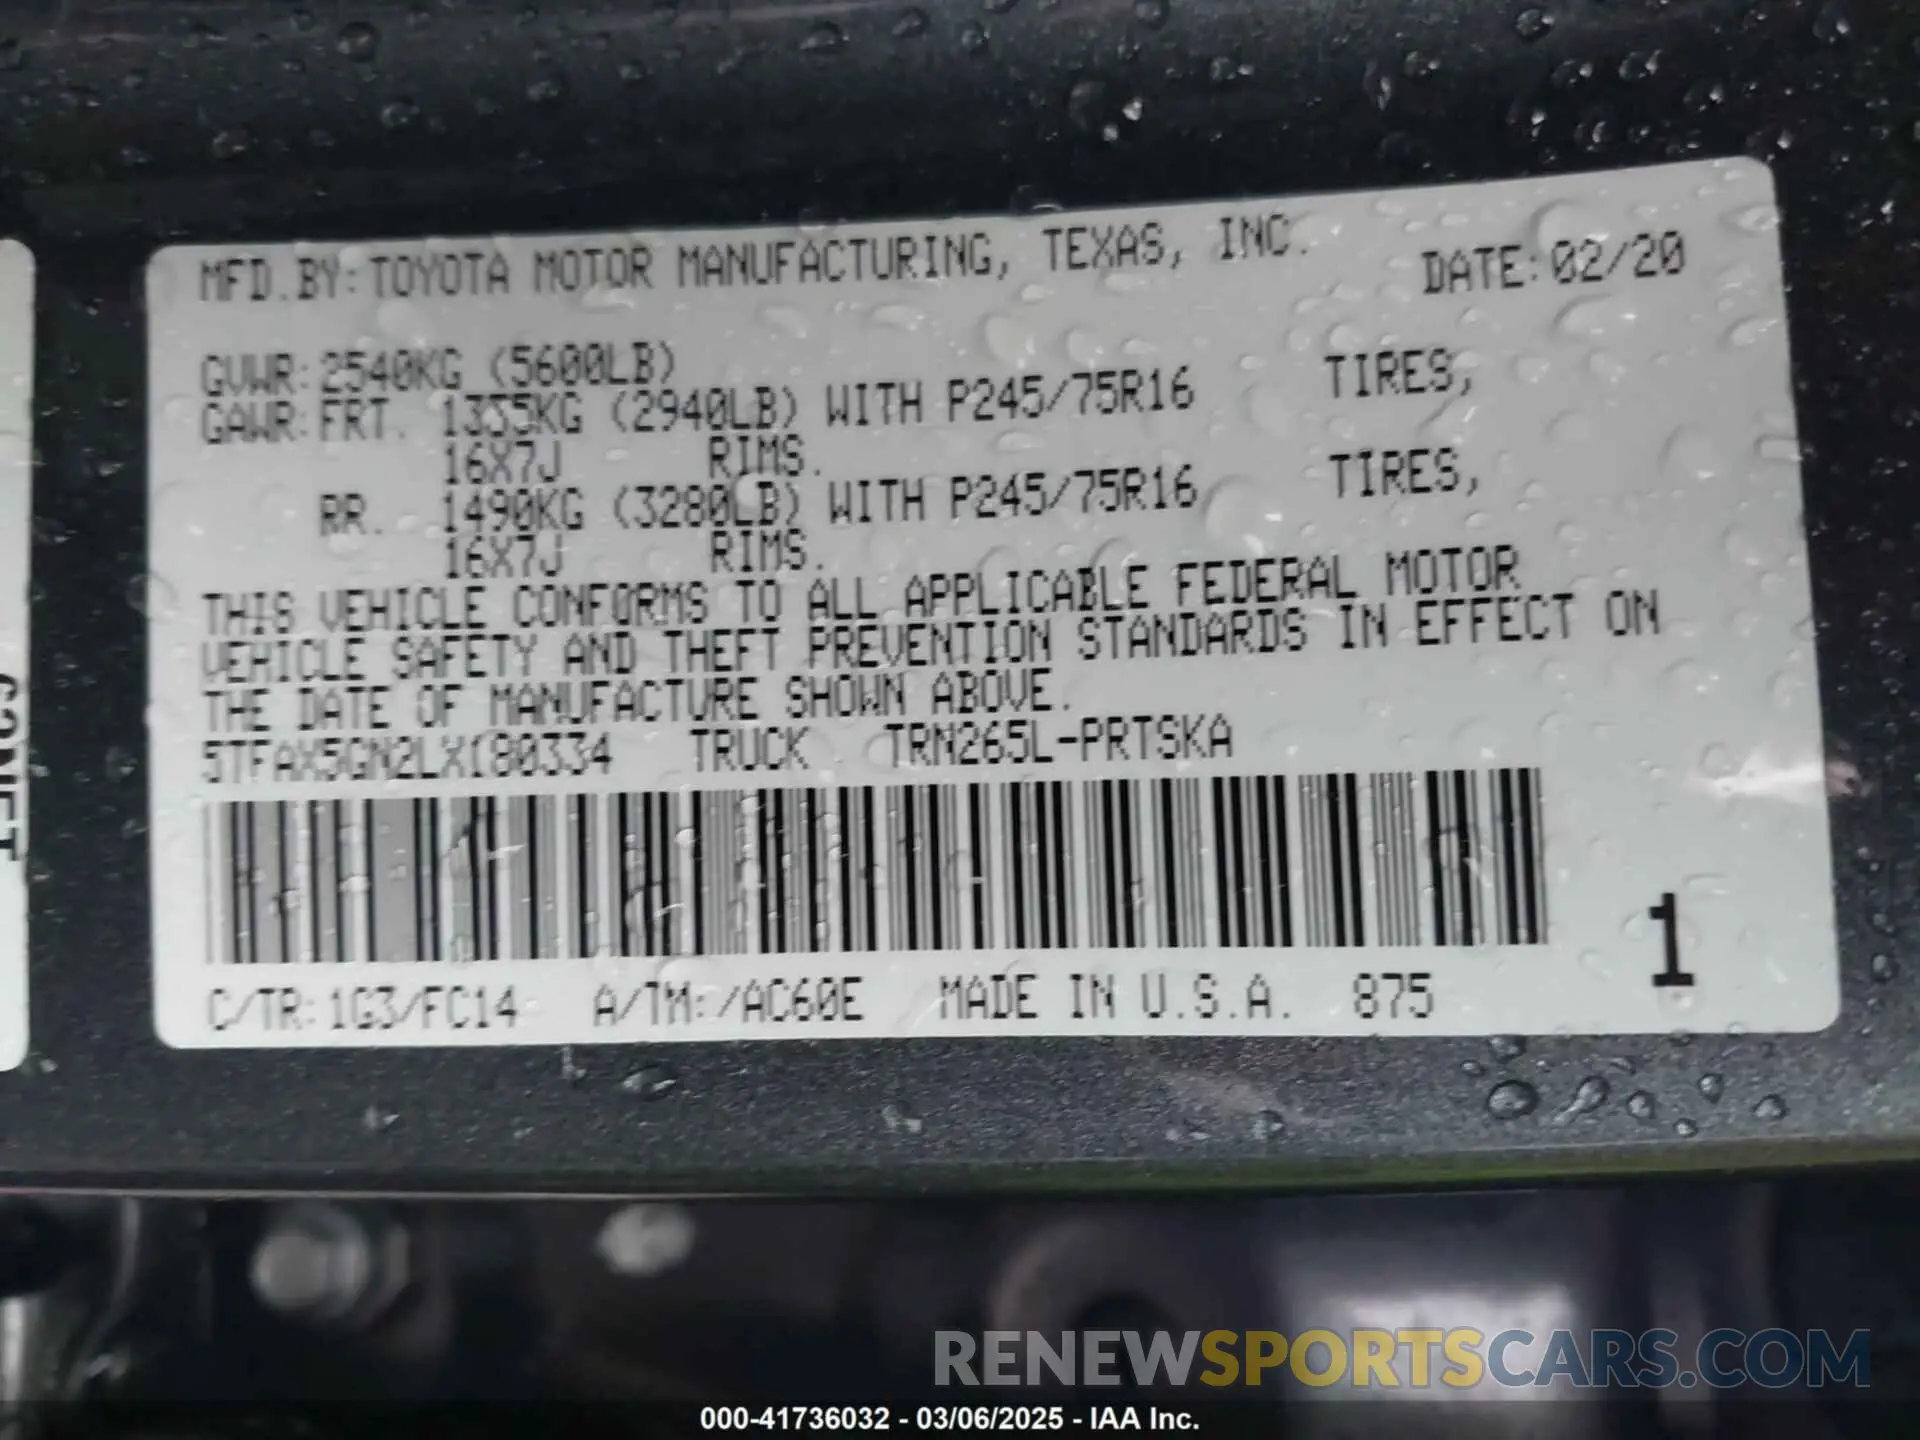 MFD.BY:TOYOTA MOTOR MANUFACTURING, TEXAS, INC. DATE:02/20
GVWR:2540KG (5600LB)
GAWR:FRT. 1335KG (2940LB) WITH P245/75R16 TIRES,
16X7J RIMS.
RR. 1490KG (3280LB) WITH P245/75R16 TIRES,
16X7J RIMS.
THIS VEHICLE CONFORMS TO ALL APPLICABLE FEDERAL MOTOR
VEHICLE SAFETY AND THEFT PREVENTION STANDARDS IN EFFECT ON
THE DATE OF MANUFACTURE SHOWN ABOVE.
5TFAX5GN2LX180334 TRUCK TRN265L-PRTSKA
1
C/TR:1G3/FC14 A/TM:/AC60E MADE IN U.S.A. 875
RENEWSPORTSCARS.COM
000-41736032 - 03/06/2025 - IAA Inc.